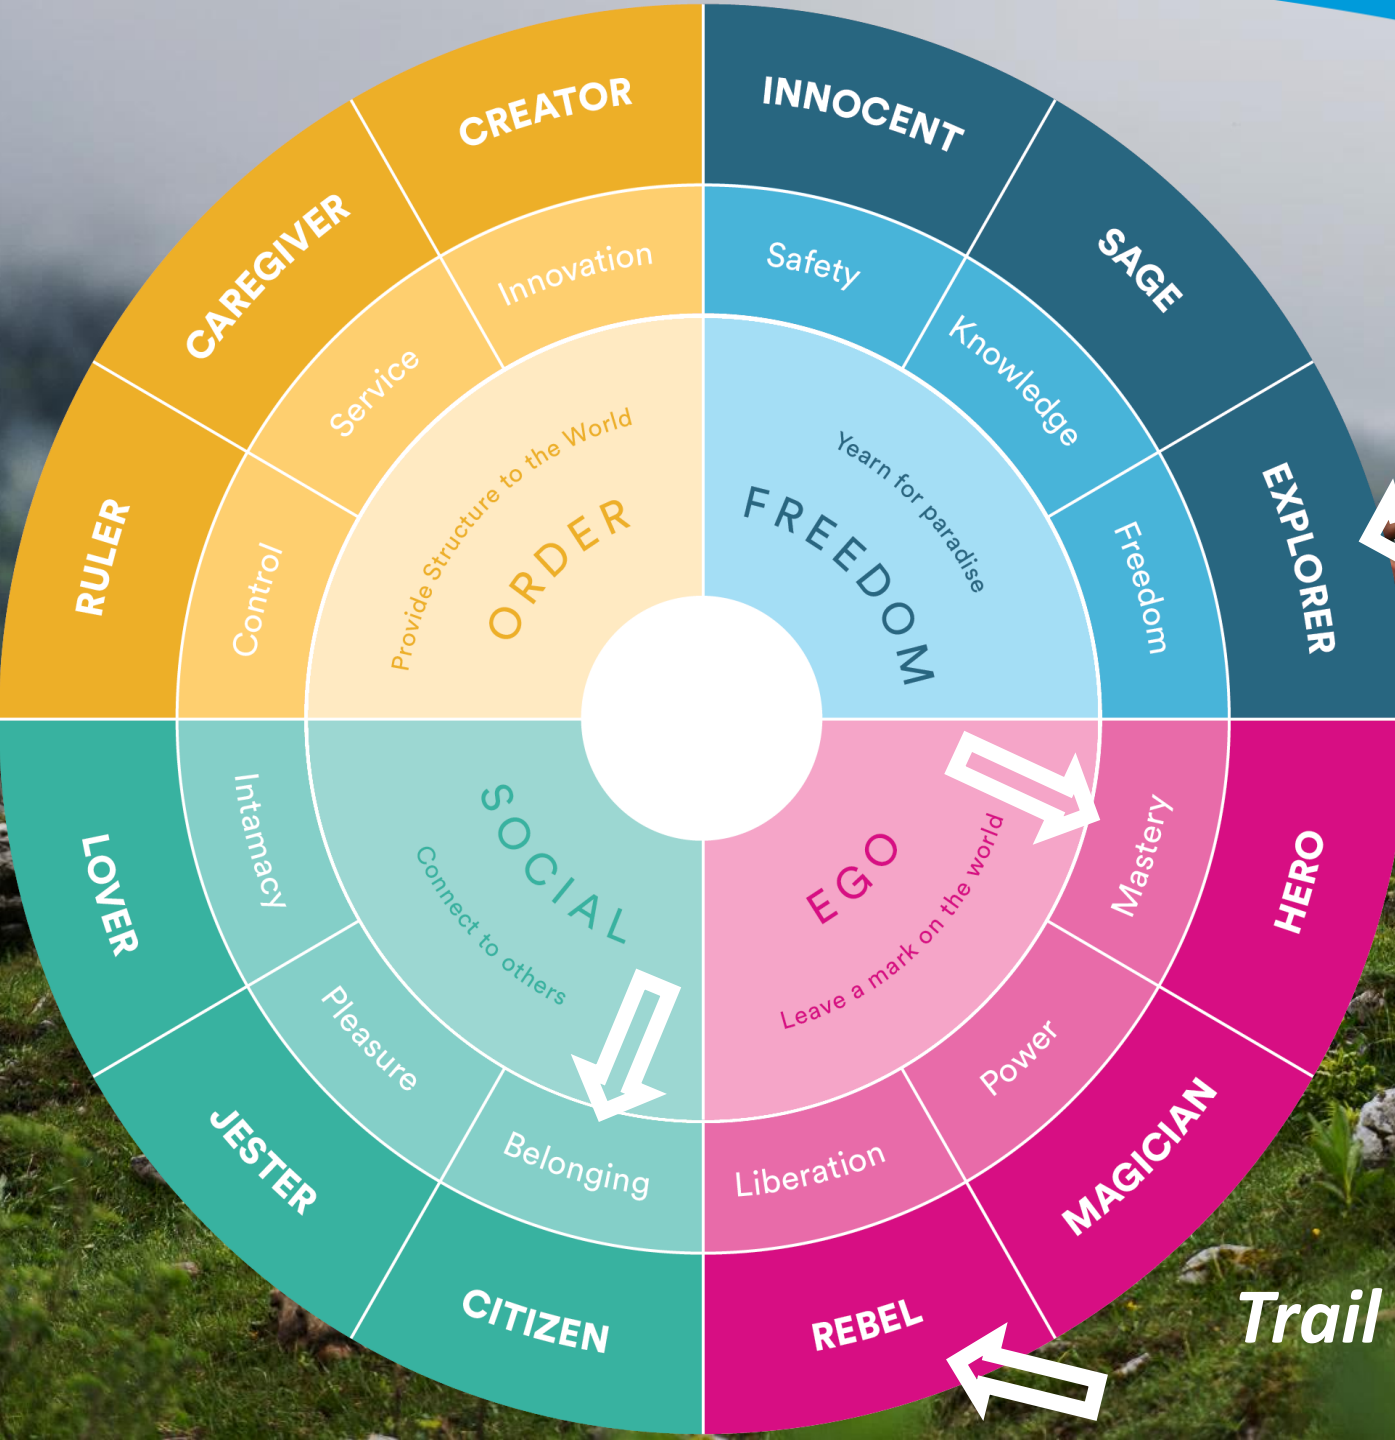 CREATOR
INNOCENT
CAREGIVER
SAGE
RULER
EXPLORER
Innovation
Safety
Service
Knowledge
Control
Freedom
Provide Structure to the World
ORDER
Yearn for paradise
FREEDOM
SOCIAL
Connect to others
EGO
Leave a mark on the world
Intamacy
Mastery
Pleasure
Power
Belonging
Liberation
LOVER
HERO
JESTER
MAGICIAN
CITIZEN
REBEL
Trail